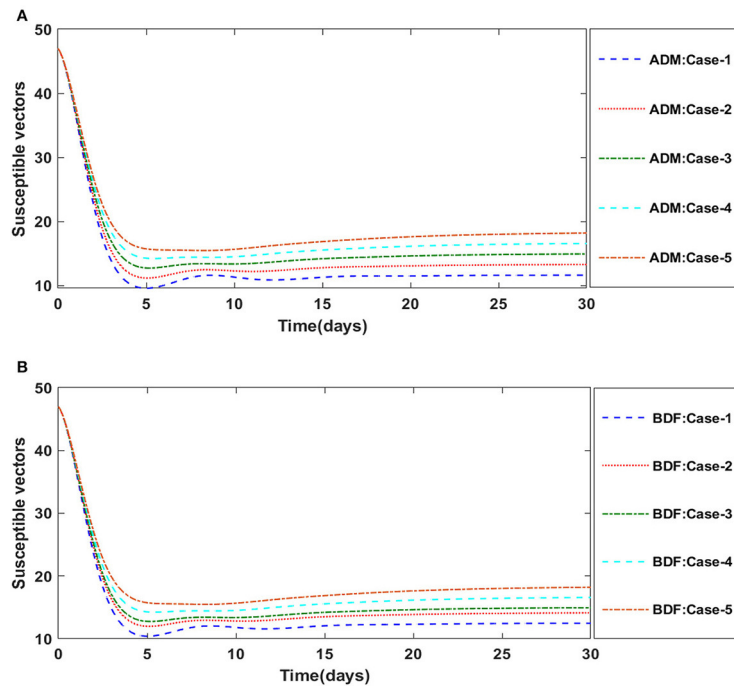 A
50
40
30
20
10
0
5
10
15
20
25
30
Susceptible vectors
Time(days)
ADM:Case-1
ADM:Case-2
ADM:Case-3
ADM:Case-4
ADM:Case-5
B
50
40
30
20
10
0
5
10
15
20
25
30
Susceptible vectors
Time(days)
BDF:Case-1
BDF:Case-2
BDF:Case-3
BDF:Case-4
BDF:Case-5